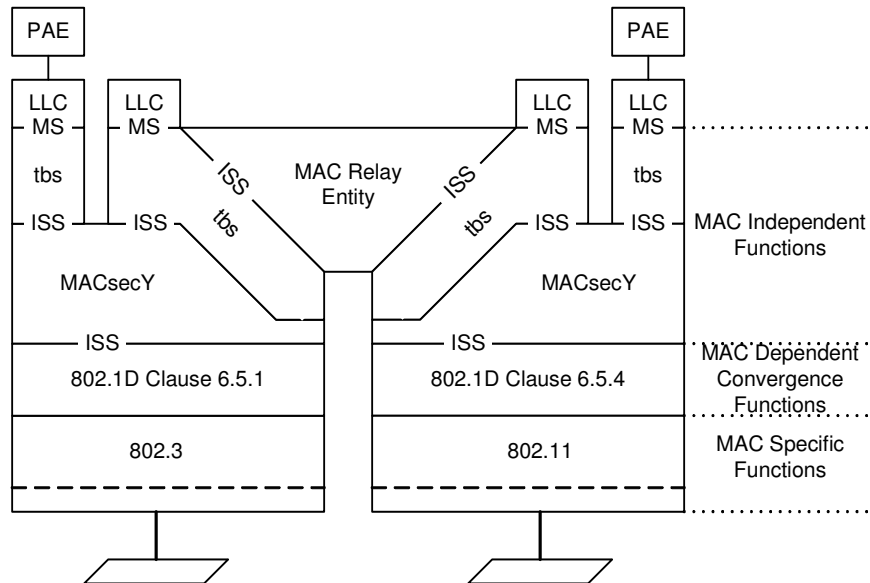 PAE
PAE
LLC
LLC
LLC
LLC
MS
MS
MS
MS
tbs
ISS
MAC Relay
Entity
ISS
tbs
tbs
tbs
ISS
ISS
ISS
ISS
MAC Independent
Functions
MACsecY
MACsecY
ISS
ISS
MAC Dependent
Convergence
Functions
802.1D Clause 6.5.1
802.1D Clause 6.5.4
802.3
802.11
MAC Specific
Functions